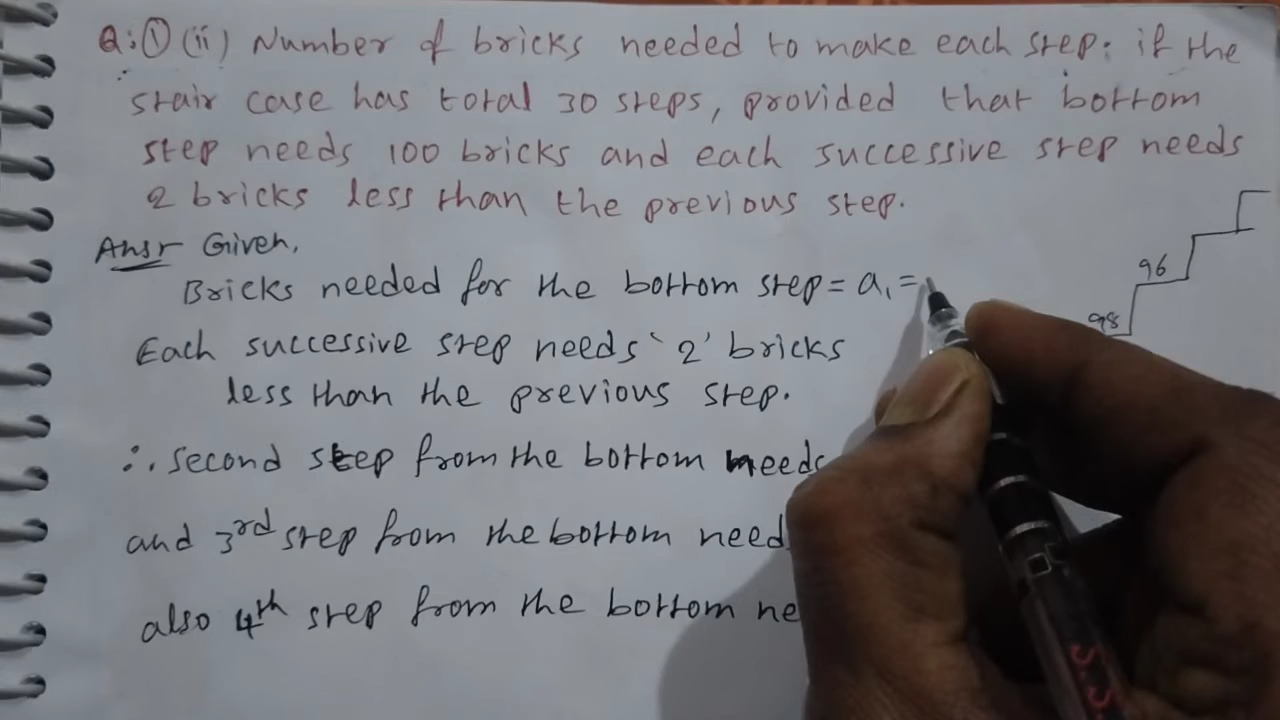 Q:① (ii) Number of bricks needed to make each step: if the
stair case has total 30 steps, provided that bottom
step needs 100 bricks and each successive step needs
2 bricks less than the previous step.
Ansr Given,
Bricks needed for the bottom step = a₁ =
Each successive step needs '2' bricks
less than the previous step.
∴ second step from the bottom needs
and 3rd step from the bottom need
also 4th step from the bottom ne
96
98
S.S.